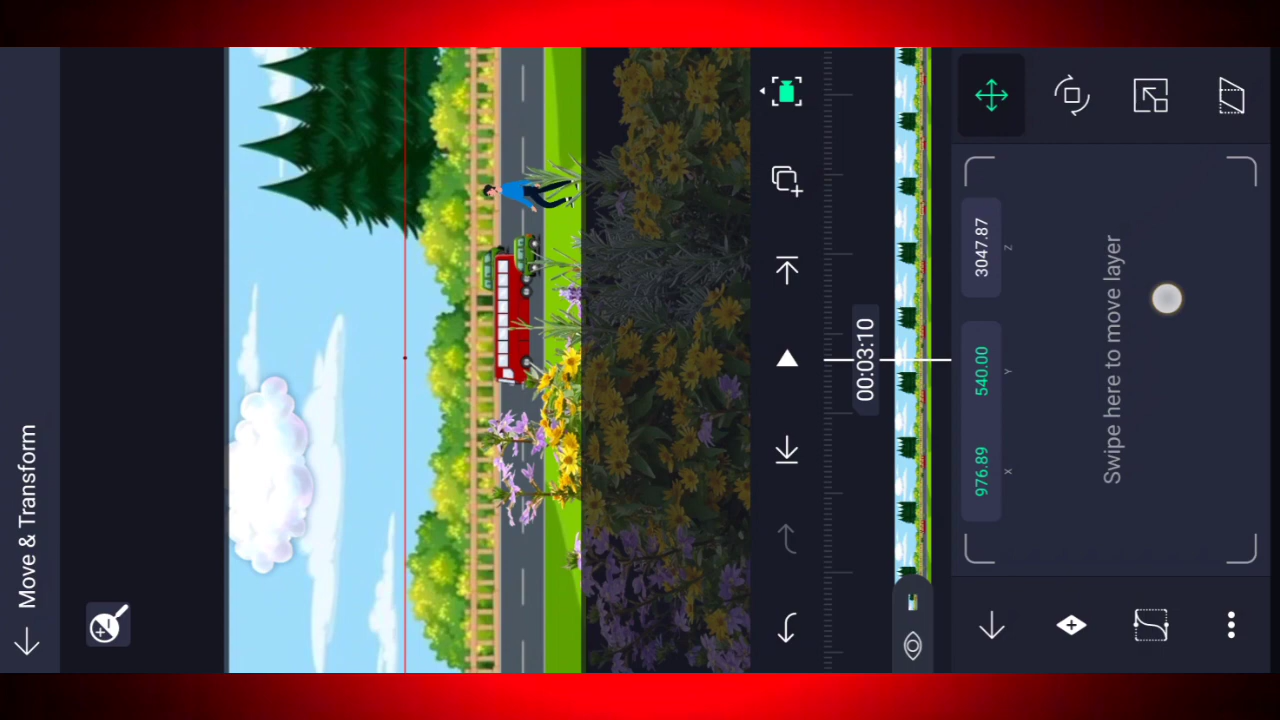 Move & Transform
00:03:10
976.89
540.00
3047.87
X
Y
Z
Swipe here to move layer